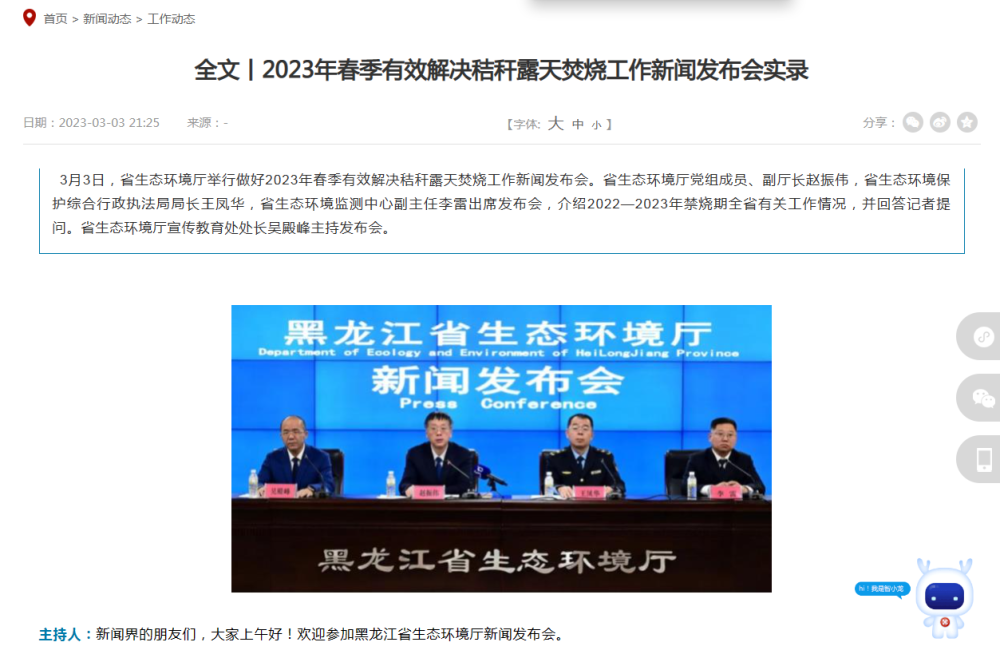 首页 > 新闻动态 > 工作动态
全文丨2023年春季有效解决秸秆露天焚烧工作新闻发布会实录
日期：2023-03-03 21:25 来源：-
【字体: 大 中 小 】
分享：
3月3日，省生态环境厅举行做好2023年春季有效解决秸秆露天焚烧工作新闻发布会。省生态环境厅党组成员、副厅长赵振伟，省生态环境保
护综合行政执法局局长王凤华，省生态环境监测中心副主任李雷出席发布会，介绍2022—2023年禁烧期全省有关工作情况，并回答记者提
问。省生态环境厅宣传教育处处长吴殿峰主持发布会。
黑龙江省生态环境厅
Department of Ecology and Environment of HeiLongJiang Province
新闻发布会
Press Conference
黑龙江省生态环境厅
hi！我是智小龙
主持人：新闻界的朋友们，大家上午好！欢迎参加黑龙江省生态环境厅新闻发布会。